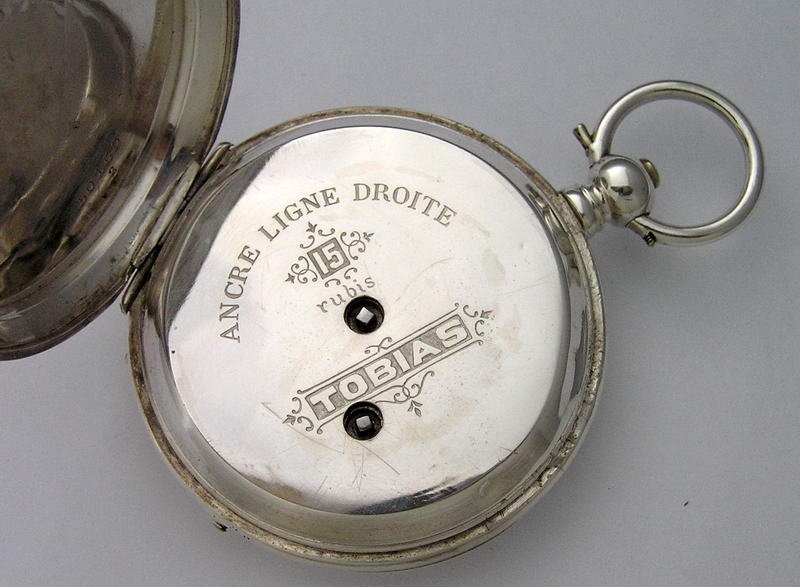 ANCRE LIGNE DROITE
15
rubis
TOBIAS